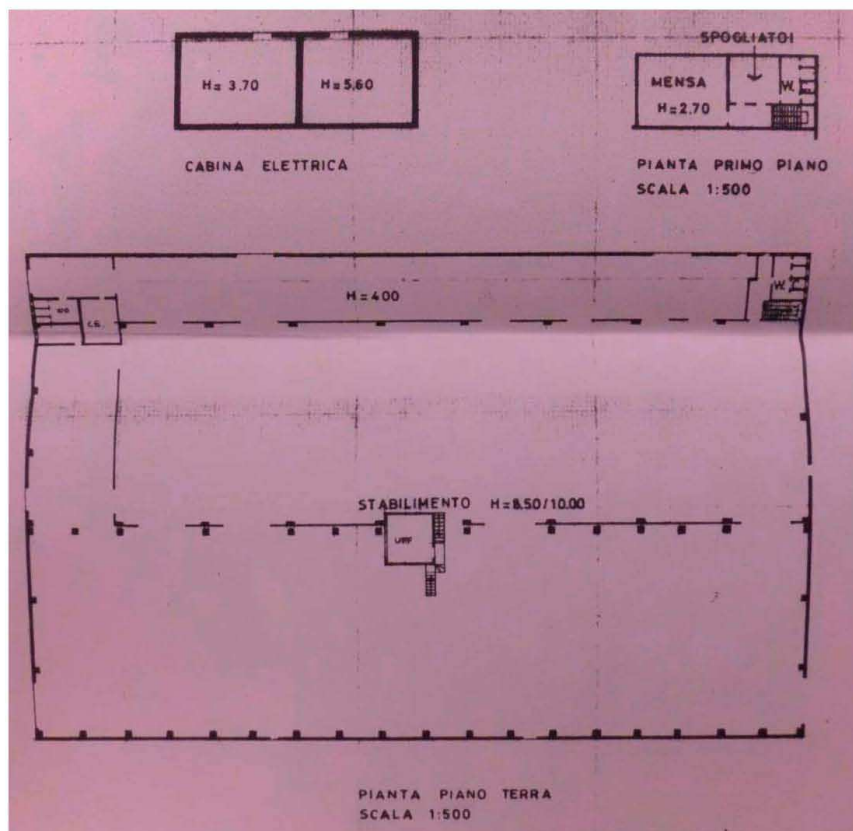 SPOGLIATOI
H= 3.70
H= 5,60
MENSA
W.
H=2.70
CABINA ELETTRICA
PIANTA PRIMO PIANO
SCALA 1:500
H=400
W.
STABILIMENTO H=8.50/10.00
UFF
PIANTA PIANO TERRA
SCALA 1:500